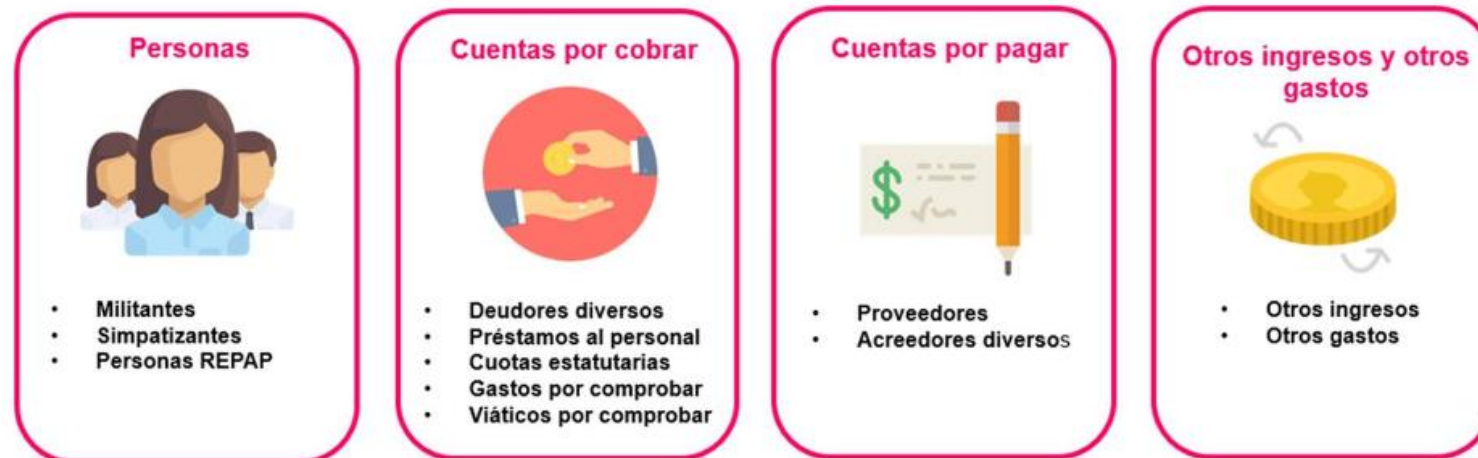 Personas
• Militantes
• Simpatizantes
• Personas REPAP
Cuentas por cobrar
• Deudores diversos
• Préstamos al personal
• Cuotas estatutarias
• Gastos por comprobar
• Viáticos por comprobar
Cuentas por pagar
$
• Proveedores
• Acreedores diversos
Otros ingresos y otros
gastos
• Otros ingresos
• Otros gastos